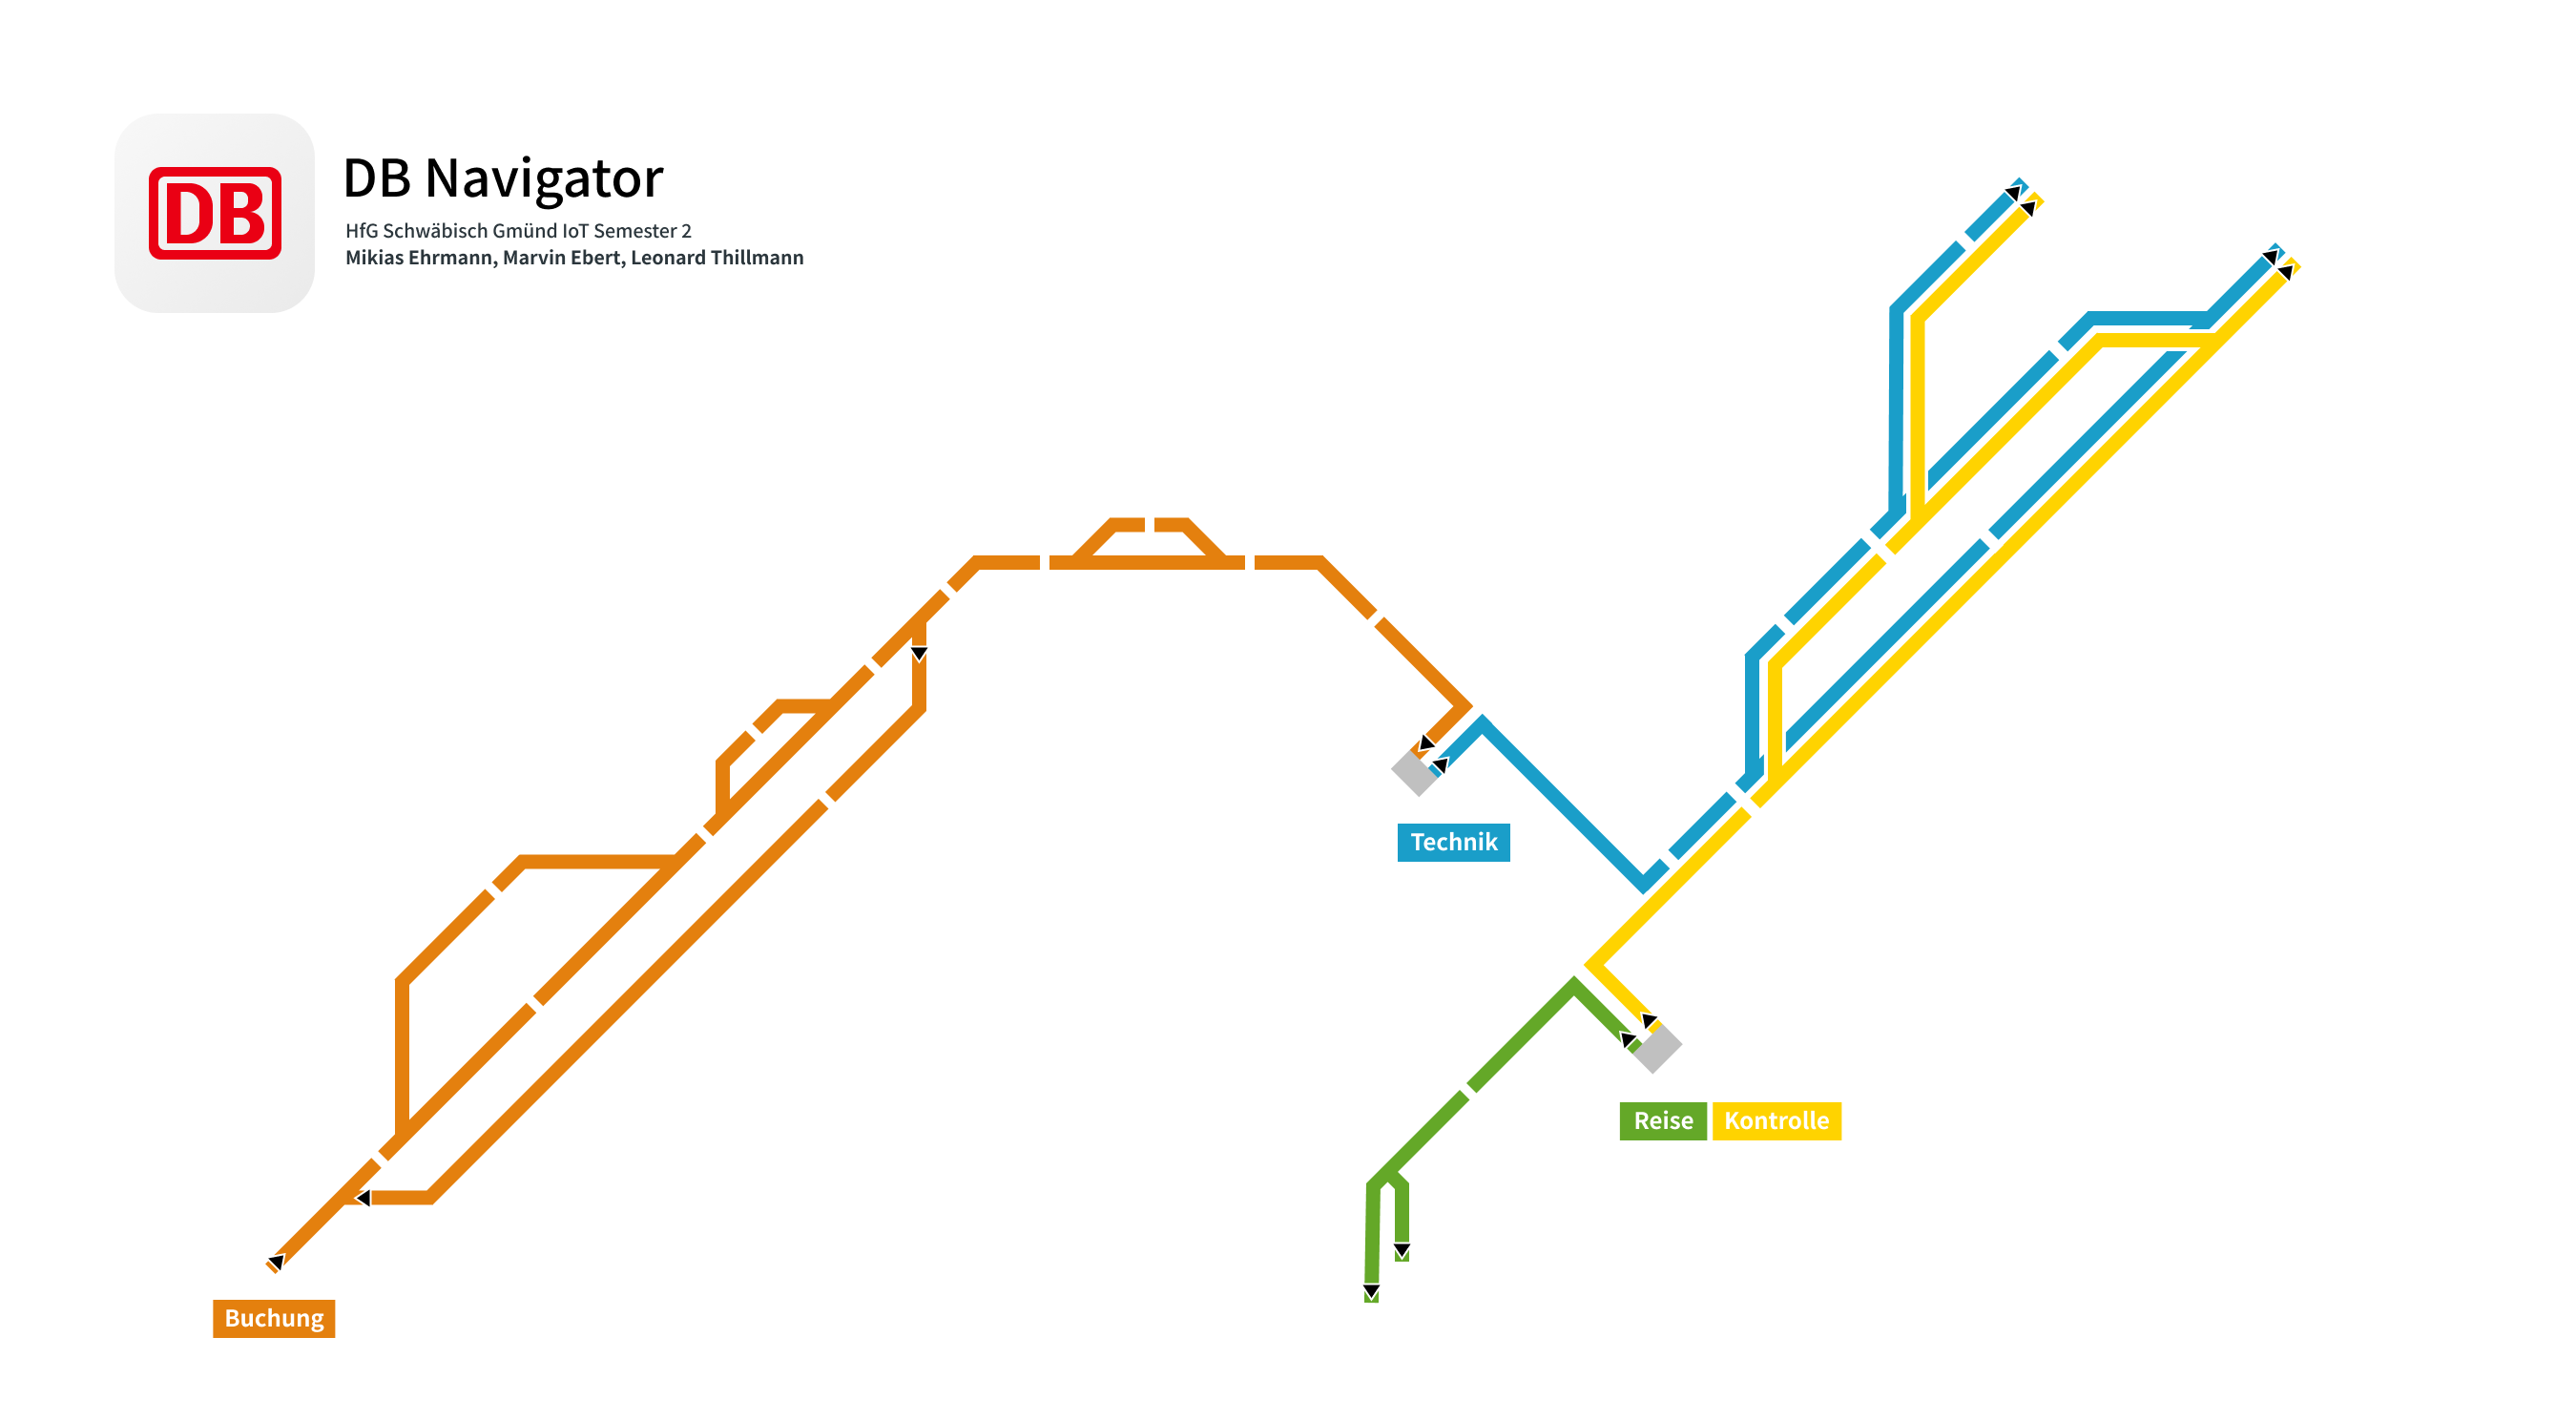 DB
DB Navigator
HfG Schwäbisch Gmünd IoT Semester 2
Mikias Ehrmann, Marvin Ebert, Leonard Thillmann
Technik
Reise
Kontrolle
Buchung